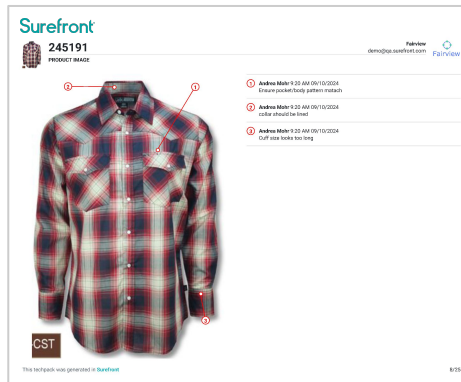 Surefront
245191
PRODUCT IMAGE
Fairview
demo@qa.surefront.com
Fairview
1 Andrea Mohr 9:20 AM 09/10/2024
Ensure pocket/body pattern mstach
2 Andrea Mohr 9:20 AM 09/10/2024
collar should be lined
3 Andrea Mohr 9:20 AM 09/10/2024
Cuff size looks too long
2
1
3
-CST
This techpack was generated in Surefront
8/25